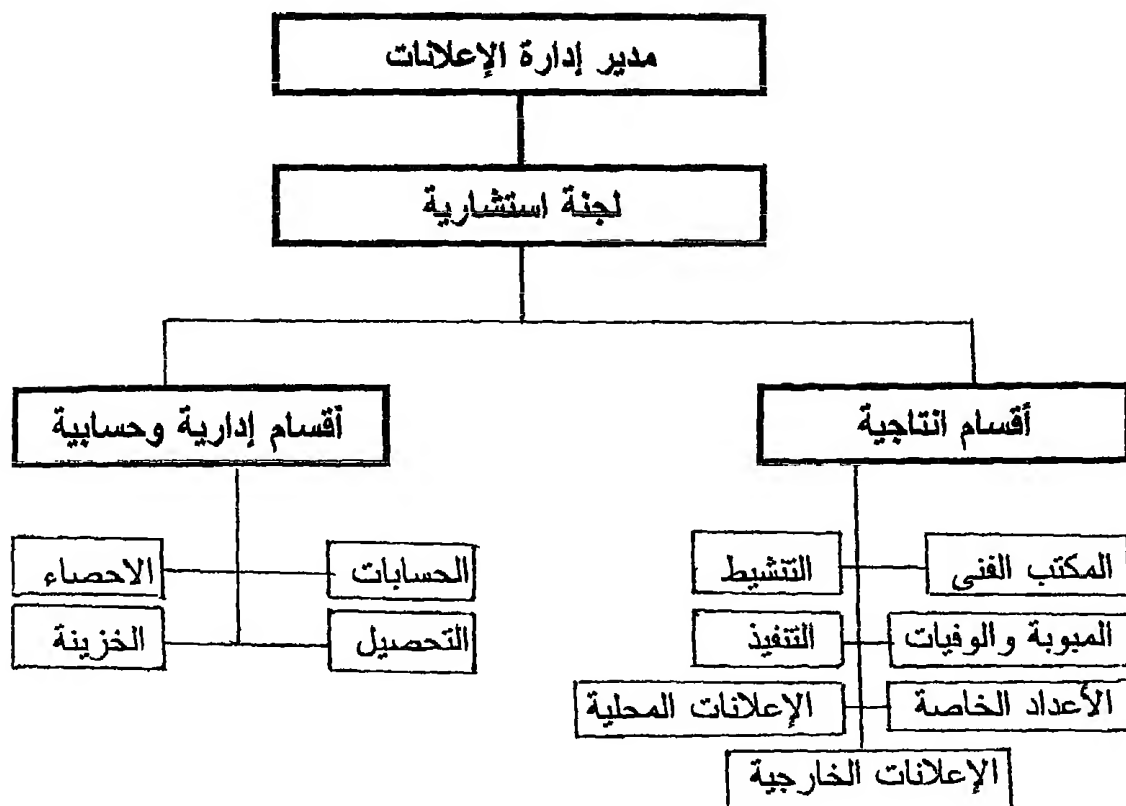 مدير إدارة الإعلانات
لجنة استشارية
أقسام انتاجية
أقسام إدارية وحسابية
المكتب الفنى
التنشيط
الحسابات
الاحصاء
المبوبة والوفيات
التنفيذ
التحصيل
الخزينة
الأعداد الخاصة
الإعلانات المحلية
الإعلانات الخارجية